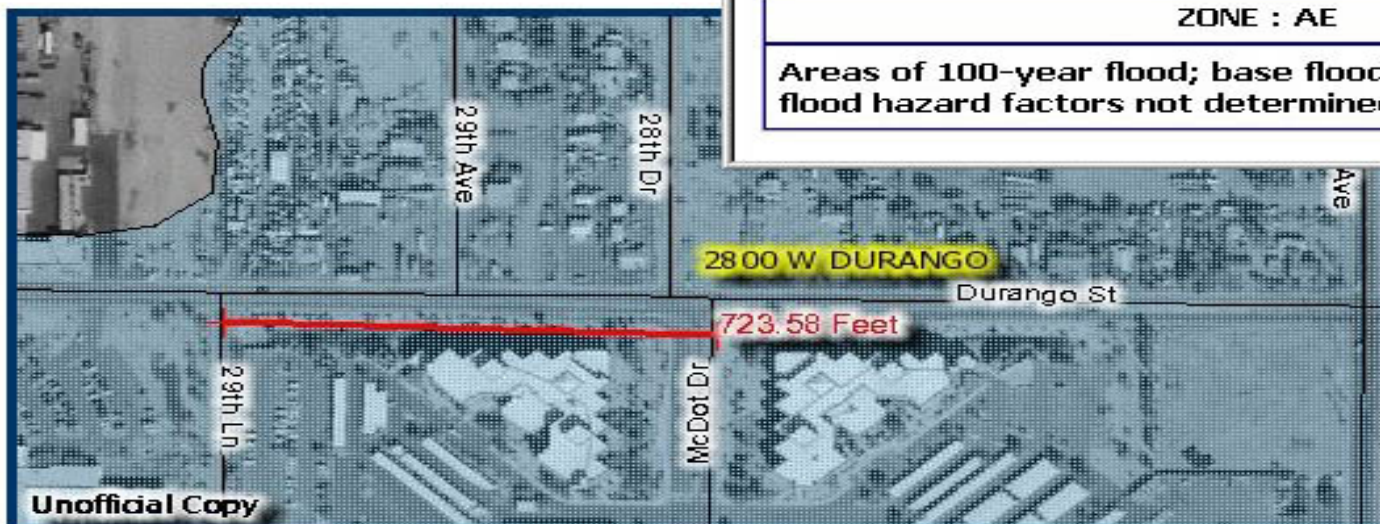 ZONE : AE
Areas of 100-year flood; base flood
flood hazard factors not determined
29th Ave
28th Dr
Ave
2800 W DURANGO
Durango St
723.58 Feet
29th Ln
McDot Dr
Unofficial Copy